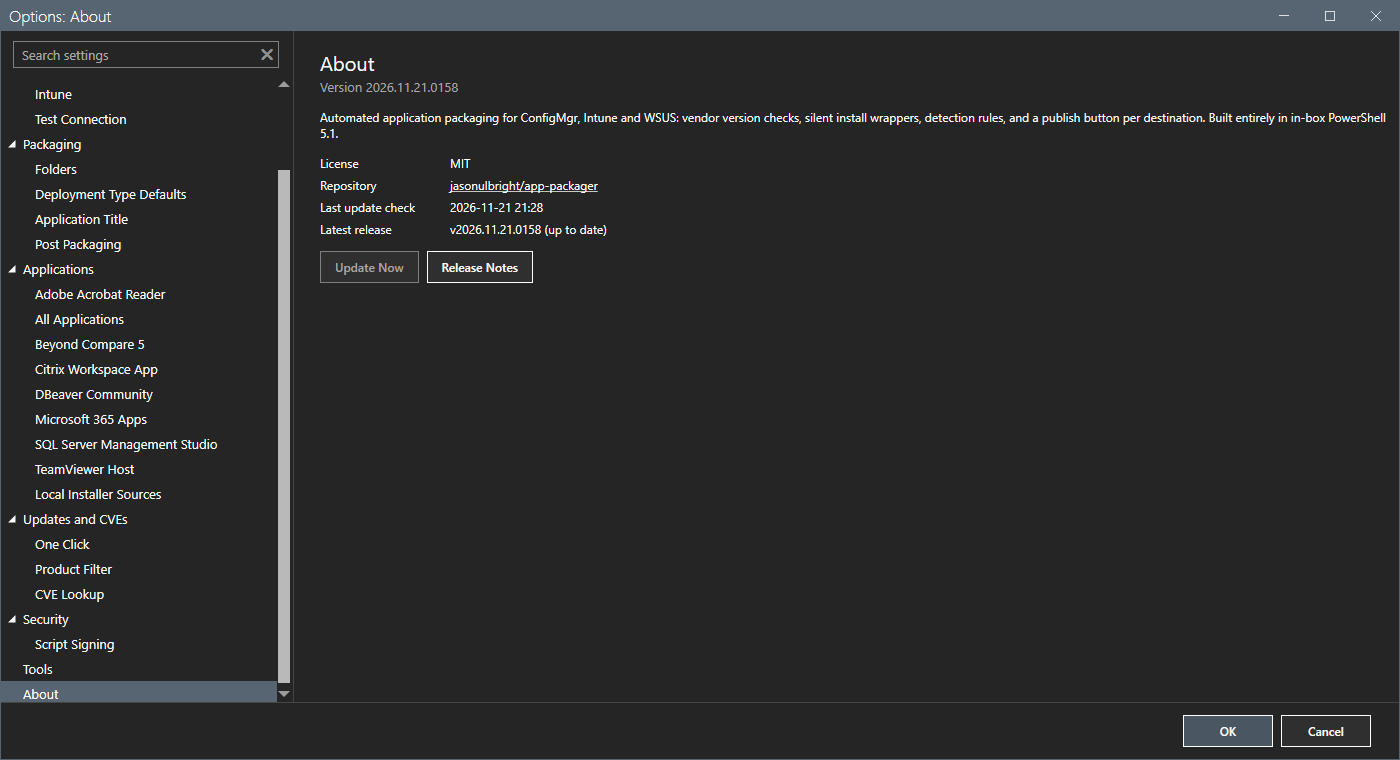 Options: About
Search settings
Intune
Test Connection
Packaging
Folders
Deployment Type Defaults
Application Title
Post Packaging
Applications
Adobe Acrobat Reader
All Applications
Beyond Compare 5
Citrix Workspace App
DBeaver Community
Microsoft 365 Apps
SQL Server Management Studio
TeamViewer Host
Local Installer Sources
Updates and CVEs
One Click
Product Filter
CVE Lookup
Security
Script Signing
Tools
About
About
Version 2026.11.21.0158
Automated application packaging for ConfigMgr, Intune and WSUS: vendor version checks, silent install wrappers, detection rules, and a publish button per destination. Built entirely in in-box PowerShell
5.1.
License MIT
Repository jasonulbright/app-packager
Last update check 2026-11-21 21:28
Latest release v2026.11.21.0158 (up to date)
Update Now Release Notes
OK Cancel